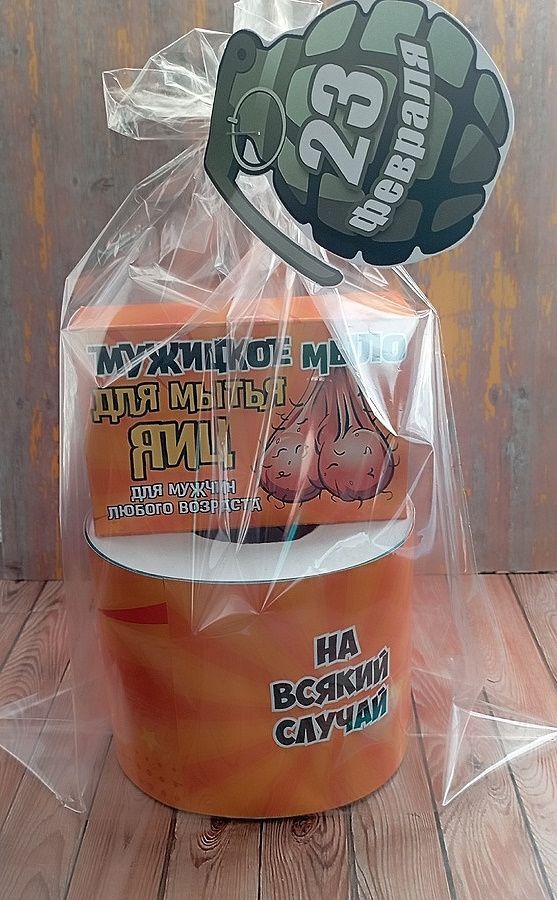 23
февраля
МУЖИЦКОЕ МЫЛО
ДЛЯ МЫТЬЯ
ЯИЦ
ДЛЯ МУЖЧИН
ЛЮБОГО ВОЗРАСТА
НА
ВСЯКИЙ
СЛУЧАЙ